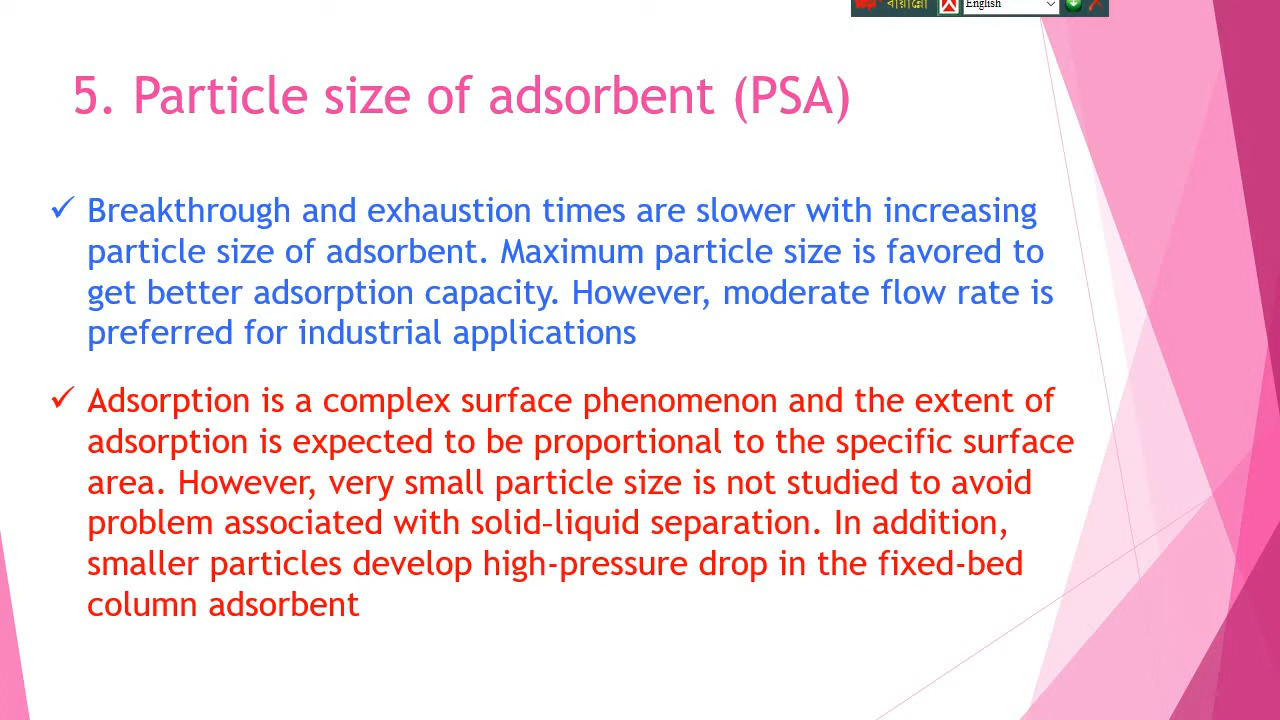 বায়ান্নো English
5. Particle size of adsorbent (PSA)
✓ Breakthrough and exhaustion times are slower with increasing
particle size of adsorbent. Maximum particle size is favored to
get better adsorption capacity. However, moderate flow rate is
preferred for industrial applications
✓ Adsorption is a complex surface phenomenon and the extent of
adsorption is expected to be proportional to the specific surface
area. However, very small particle size is not studied to avoid
problem associated with solid–liquid separation. In addition,
smaller particles develop high-pressure drop in the fixed-bed
column adsorbent